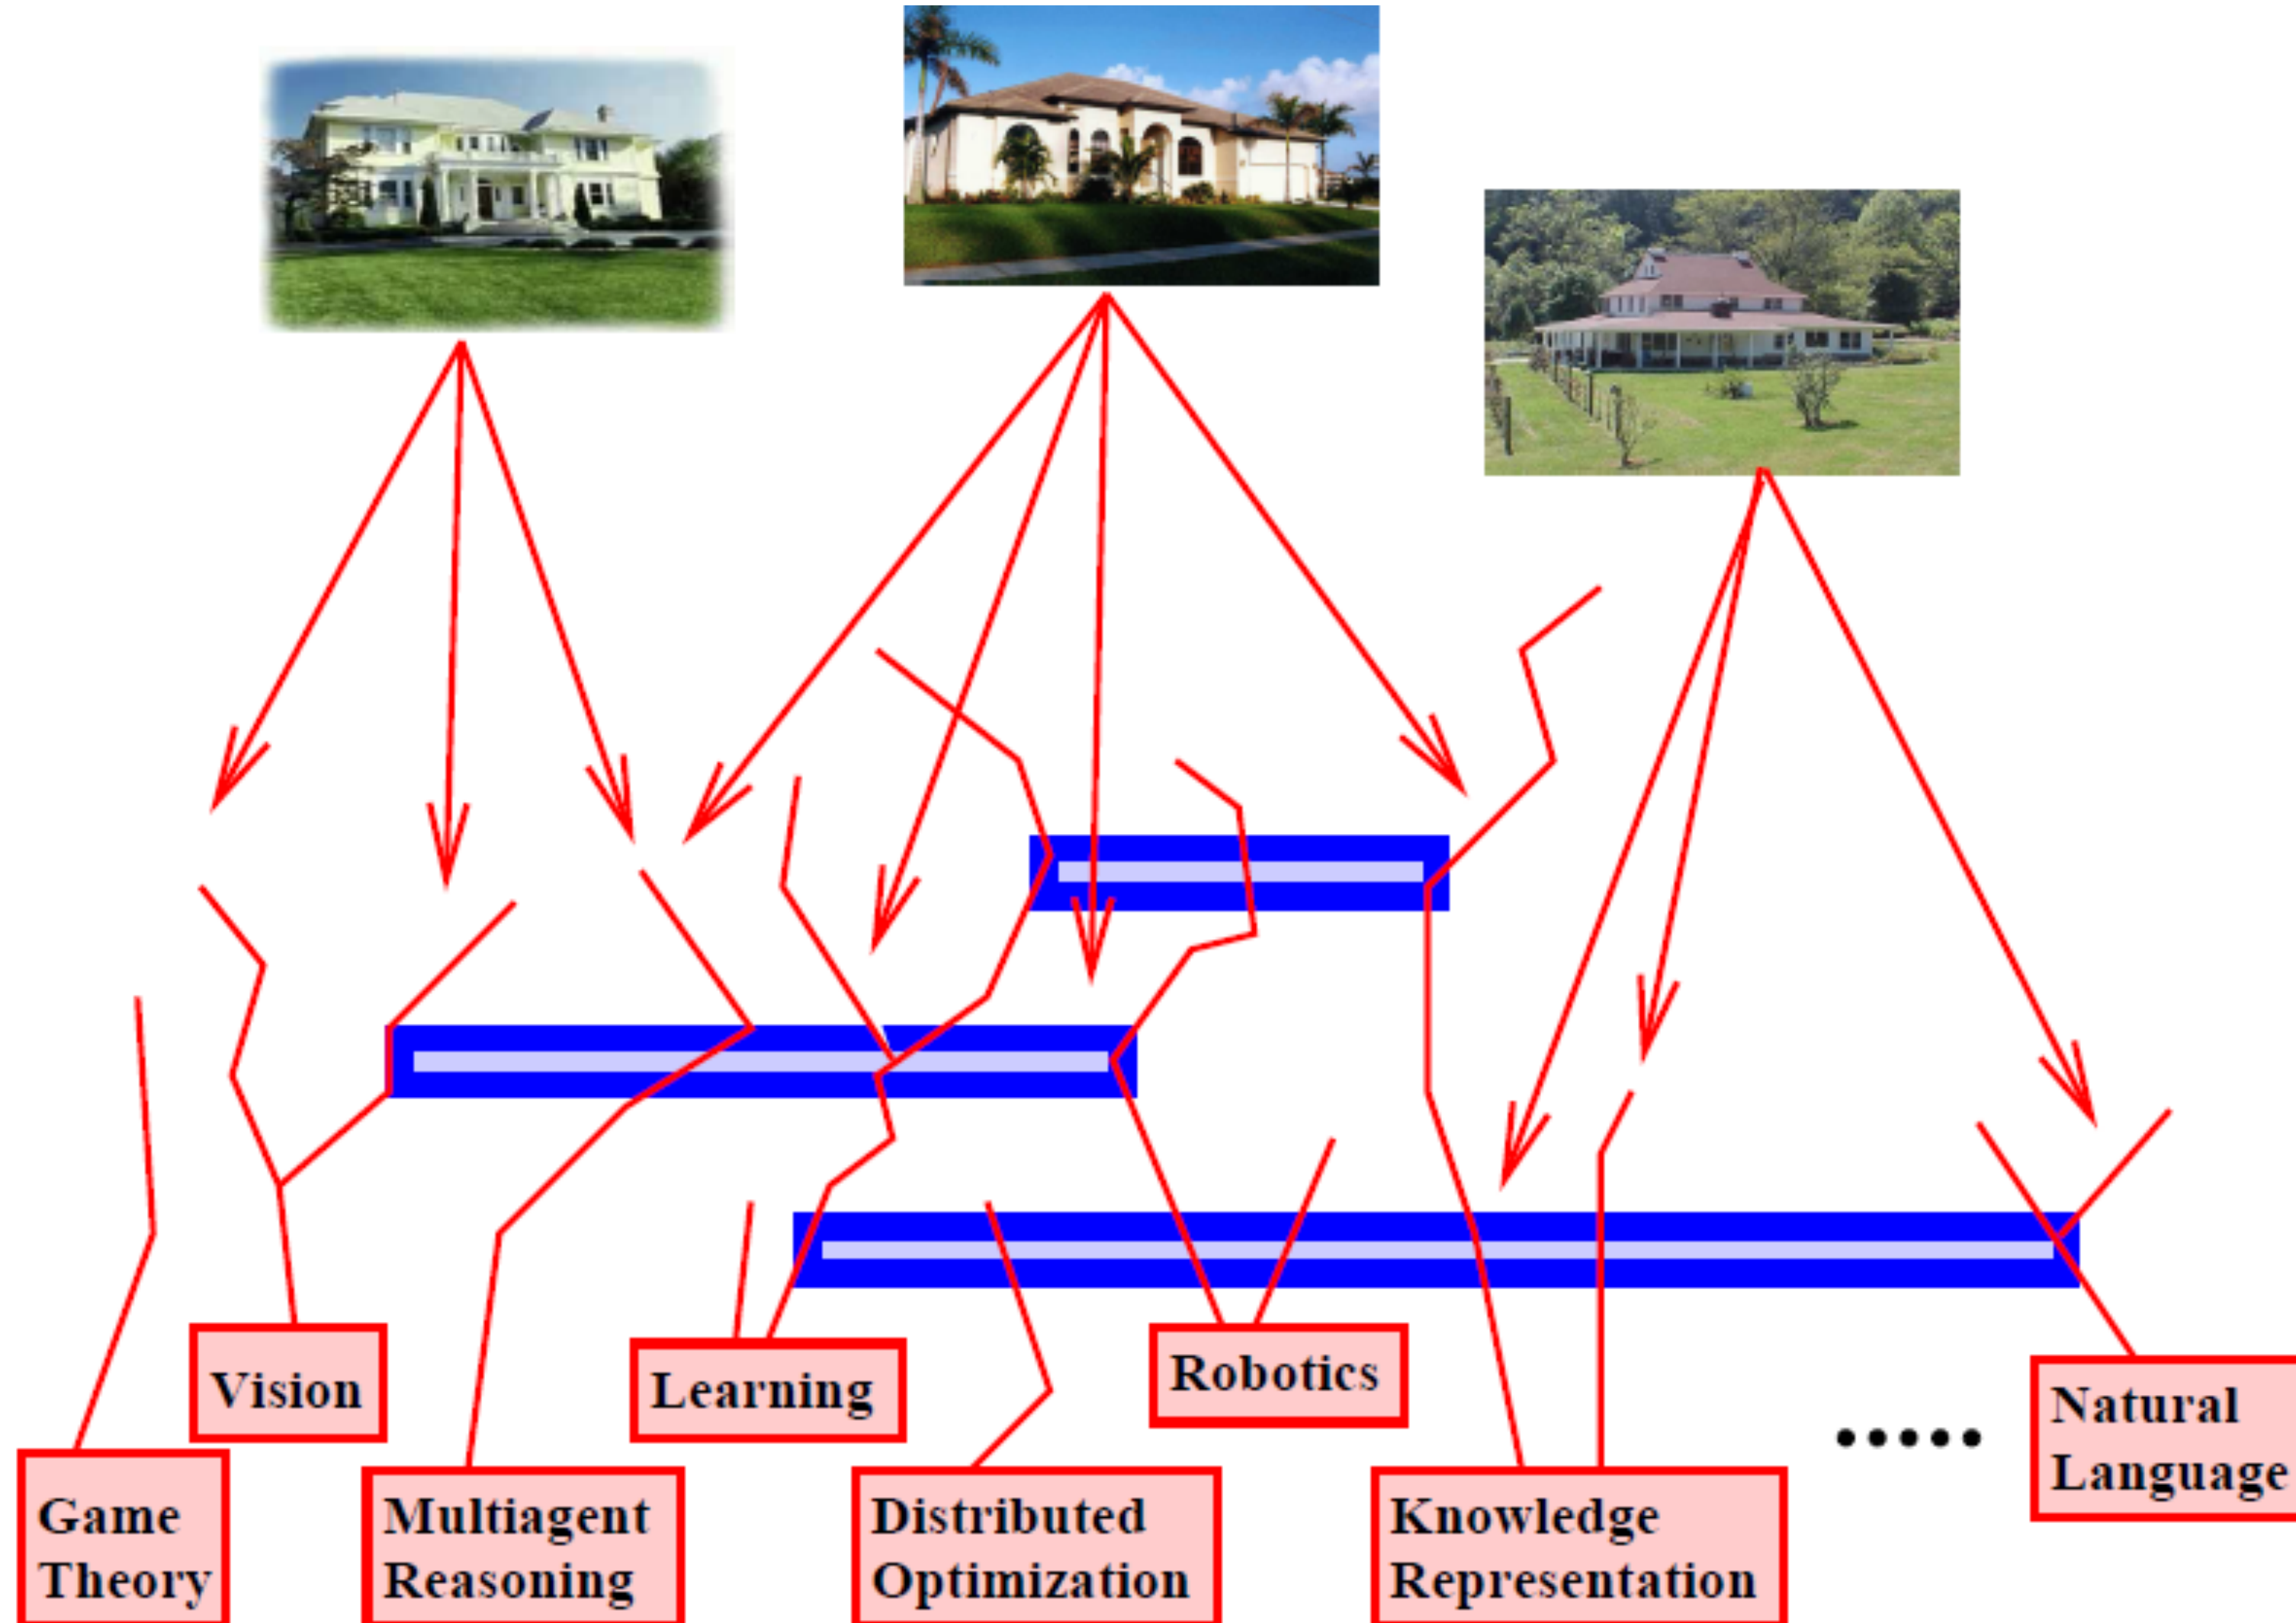 Vision
Learning
Robotics
Natural
Language
Game
Theory
Multiagent
Reasoning
Distributed
Optimization
Knowledge
Representation
.....